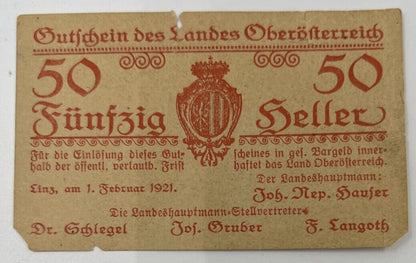 Gutschein des Landes Oberösterreich
50 50
Fünfzig Heller
Für die Einlösung dieses Gut- scheines in ges. Bargeld inner-
halb der öffentl. verlautb. Frist haftet das Land Oberösterreich.
Linz, am 1. Februar 1921. Der Landeshauptmann:
Joh. Nep. Hauser
Die Landeshauptmann-Stellvertreter:
Dr. Schlegel Jos. Gruber F. Langoth